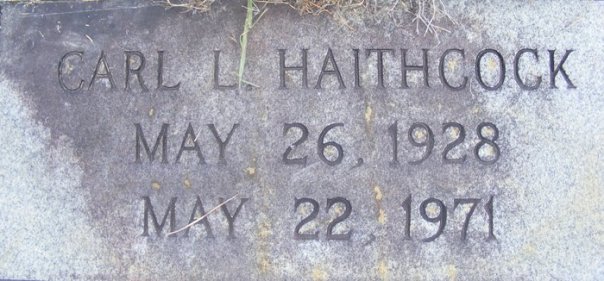 CARL L. HAITHCOCK
MAY 26, 1928
MAY 22, 1971